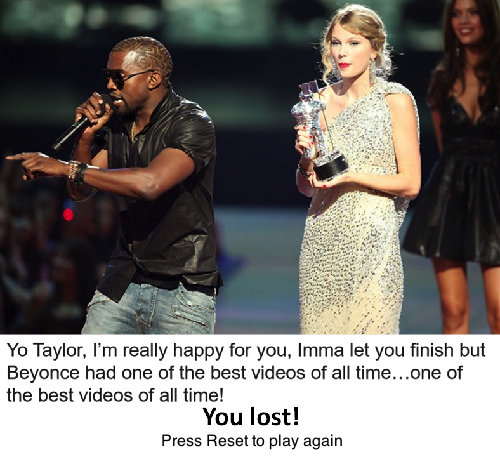 Yo Taylor, I'm really happy for you, Imma let you finish but
Beyonce had one of the best videos of all time…one of
the best videos of all time!
You lost!
Press Reset to play again